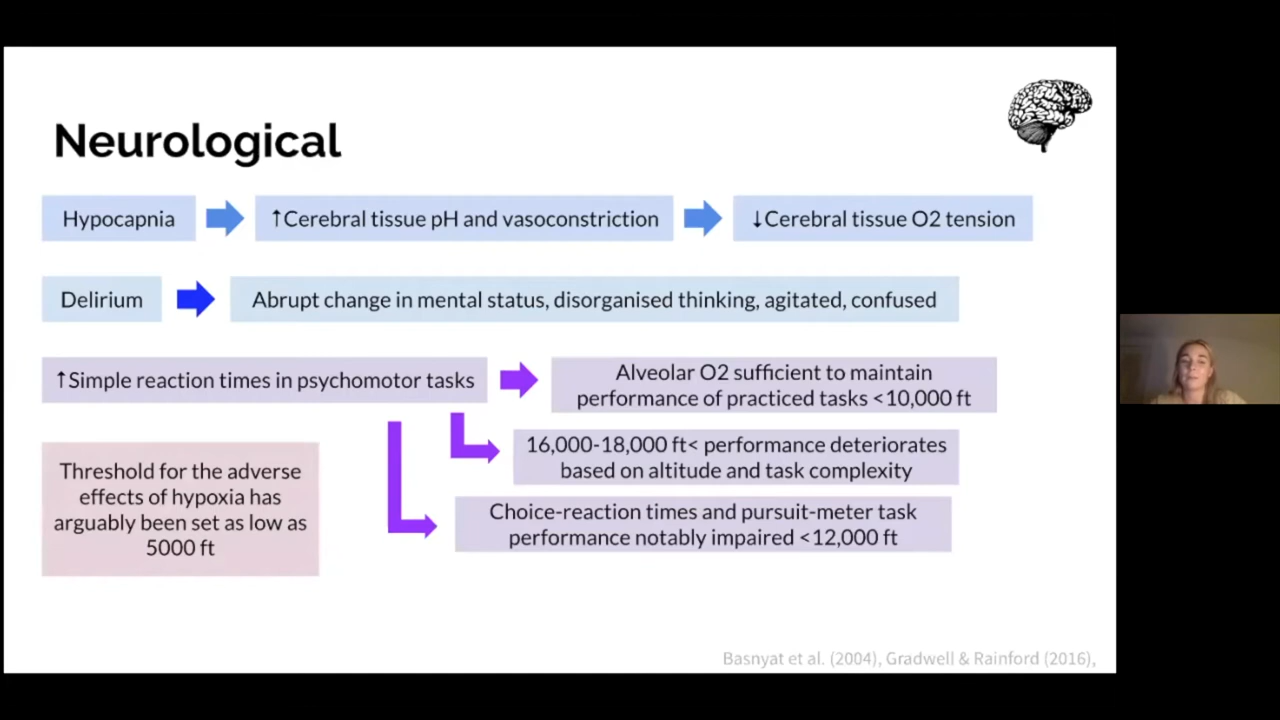 Neurological
Hypocapnia
↑Cerebral tissue pH and vasoconstriction
↓Cerebral tissue O2 tension
Delirium
Abrupt change in mental status, disorganised thinking, agitated, confused
↑Simple reaction times in psychomotor tasks
Alveolar O2 sufficient to maintain
performance of practiced tasks <10,000 ft
16,000-18,000 ft< performance deteriorates
based on altitude and task complexity
Choice-reaction times and pursuit-meter task
performance notably impaired <12,000 ft
Threshold for the adverse
effects of hypoxia has
arguably been set as low as
5000 ft
Basnyat et al. (2004), Gradwell & Rainford (2016),